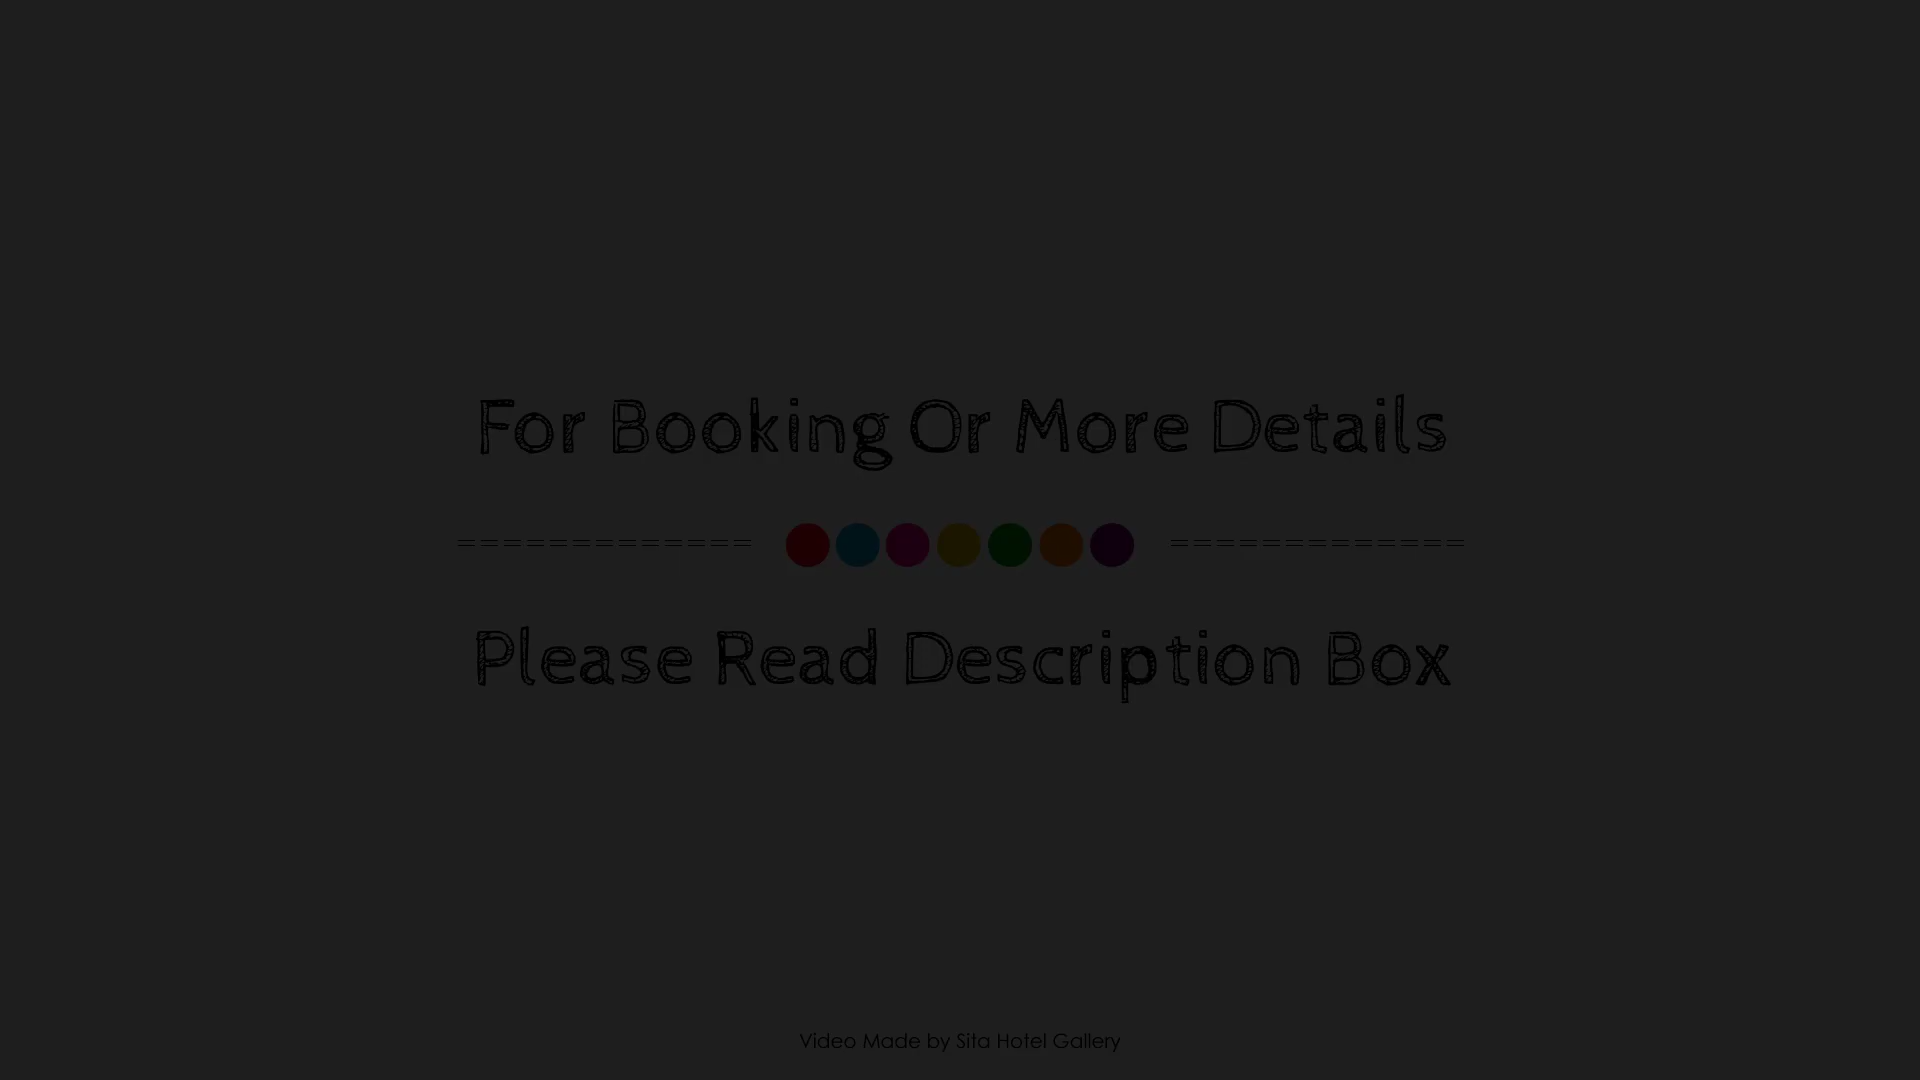 For Booking Or More Details
============= =============
Please Read Description Box
Video Made by Sita Hotel Gallery